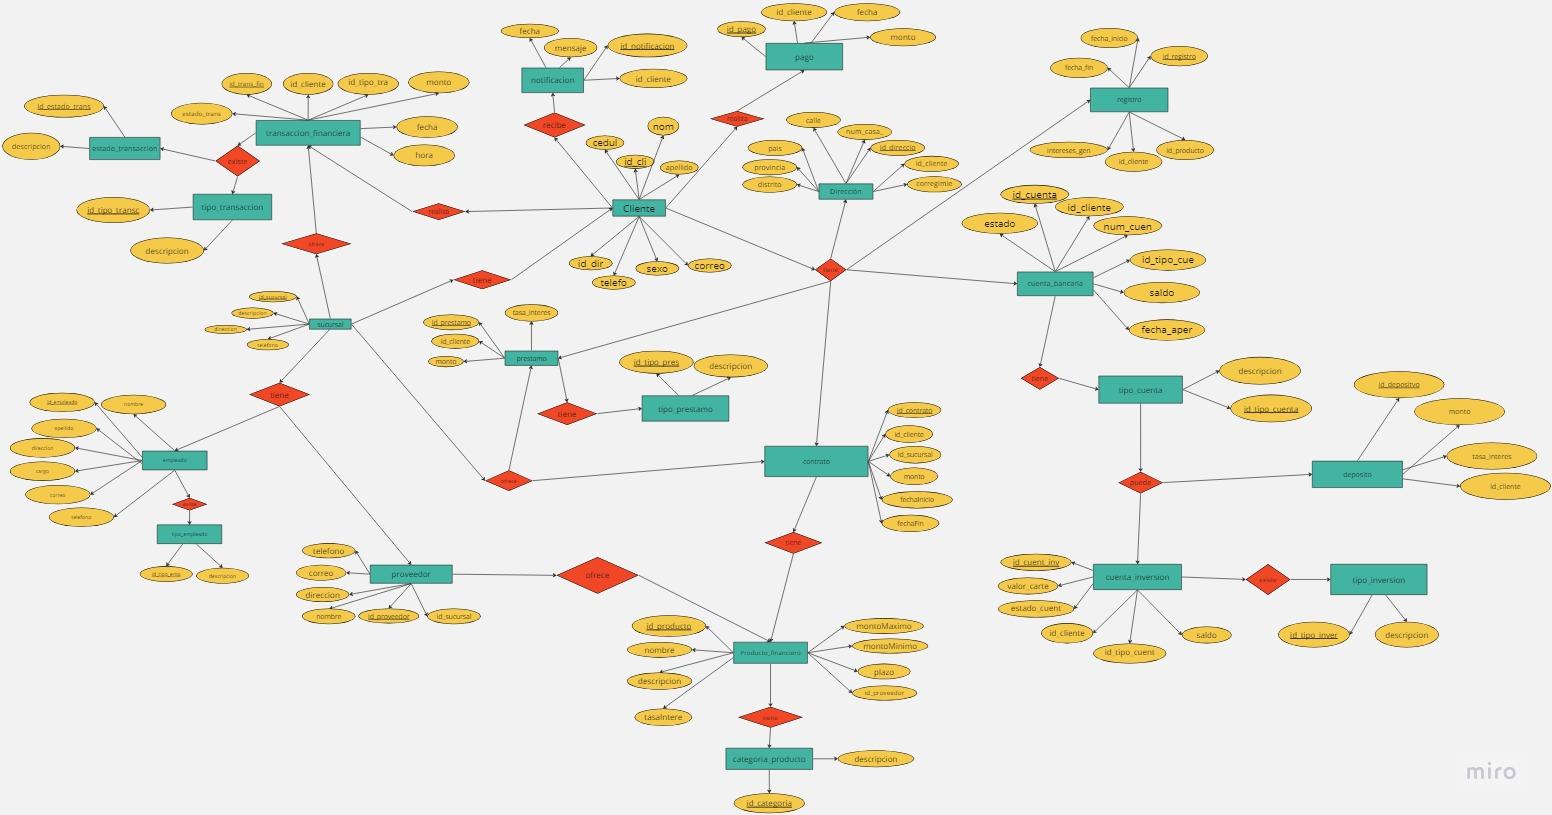 id_pago
id_cliente
fecha
monto
pago
fecha
mensaje
id_notificacion
id_cliente
notificacion
recibe
realiza
fecha_inicio
id_registro
fecha_fin
registro
intereses_gen
id_cliente
id_producto
id_trans_fin
id_cliente
id_tipo_tra
monto
estado_trans
transaccion_financiera
fecha
hora
id_estado_trans
descripcion
estado_transaccion
existe
tipo_transaccion
id_tipo_transc
descripcion
ofrece
realiza
cedul
nom
id_cli
apellido
Cliente
id_dir
telefo
sexo
correo
calle
num_casa_
id_direccio
pais
provincia
distrito
id_cliente
corregimie
Dirección
tiene
tiene
id_cuenta
id_cliente
estado
num_cuen
id_tipo_cue
saldo
fecha_aper
cuenta_bancaria
id_sucursal
descripcion
direccion
telefono
sucursal
tiene
id_prestamo
tasa_interes
id_cliente
monto
prestamo
tiene
id_tipo_pres
descripcion
tipo_prestamo
tiene
tipo_cuenta
descripcion
id_tipo_cuenta
id_depositvo
monto
tasa_interes
id_cliente
deposito
puede
id_empleado
nombre
apellido
direccion
cargo
correo
telefono
empleado
existe
tipo_empleado
descripcion
ofrece
contrato
id_contrato
id_cliente
id_sucursal
monto
fechaInicio
fechaFin
tiene
telefono
correo
direccion
nombre
id_proveedor
id_sucursal
proveedor
ofrece
id_cuent_inv
valor_carte
estado_cuent
id_cliente
id_tipo_cuent
saldo
cuenta_inversion
existe
tipo_inversion
id_tipo_inver
descripcion
id_producto
nombre
descripcion
tasaIntere
Producto_financiero
montoMaximo
montoMinimo
plazo
id_proveedor
tiene
categoria_producto
descripcion
id_categoria
miro